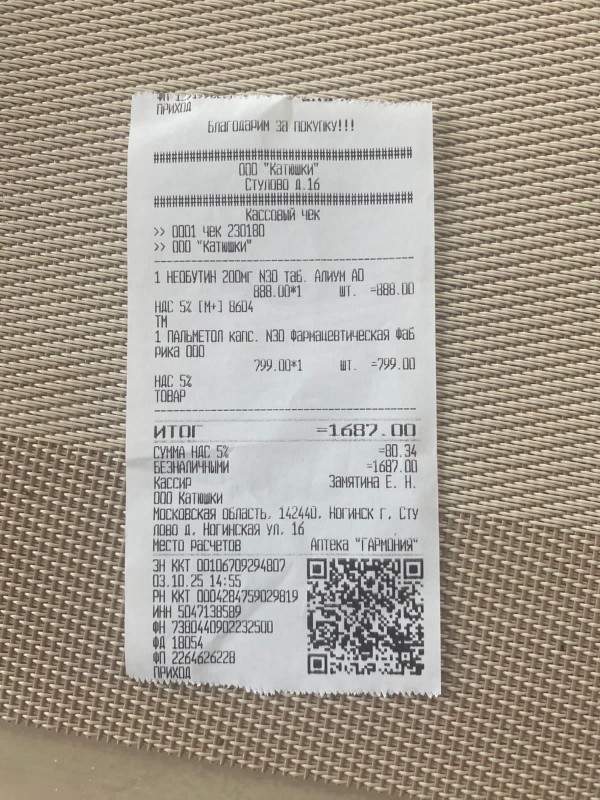 ПРИХОД
БЛАГОДАРИМ ЗА ПОКУПКУ!!!
##########################################
ООО "Катюшки"
Стулово д.16
##########################################
Кассовый чек
>> 0001 чек 230180
>> ООО "Катюшки"
1 НЕОБУТИН 200мг N30 таб. Алиум АО
888.00*1 шт. =888.00
НДС 5% [М+] 8604
ТМ
1 ПАЛЬМЕТОЛ капс. N30 Фармацевтическая Фаб
рика ООО
799.00*1 шт. =799.00
НДС 5%
ТОВАР
ИТОГ =1687.00
СУММА НДС 5% =80.34
БЕЗНАЛИЧНЫМИ =1687.00
Кассир Замятина Е. Н.
ООО Катюшки
Московская область, 142440, Ногинск г, Сту
лово д, Ногинская ул, 16
Место расчетов Аптека "ГАРМОНИЯ"
ЗН ККТ 00106709294807
03.10.25 14:55
РН ККТ 0004284759029819
ИНН 5047138589
ФН 7380440902232500
ФД 18054
ФП 2264626228
ПРИХОД